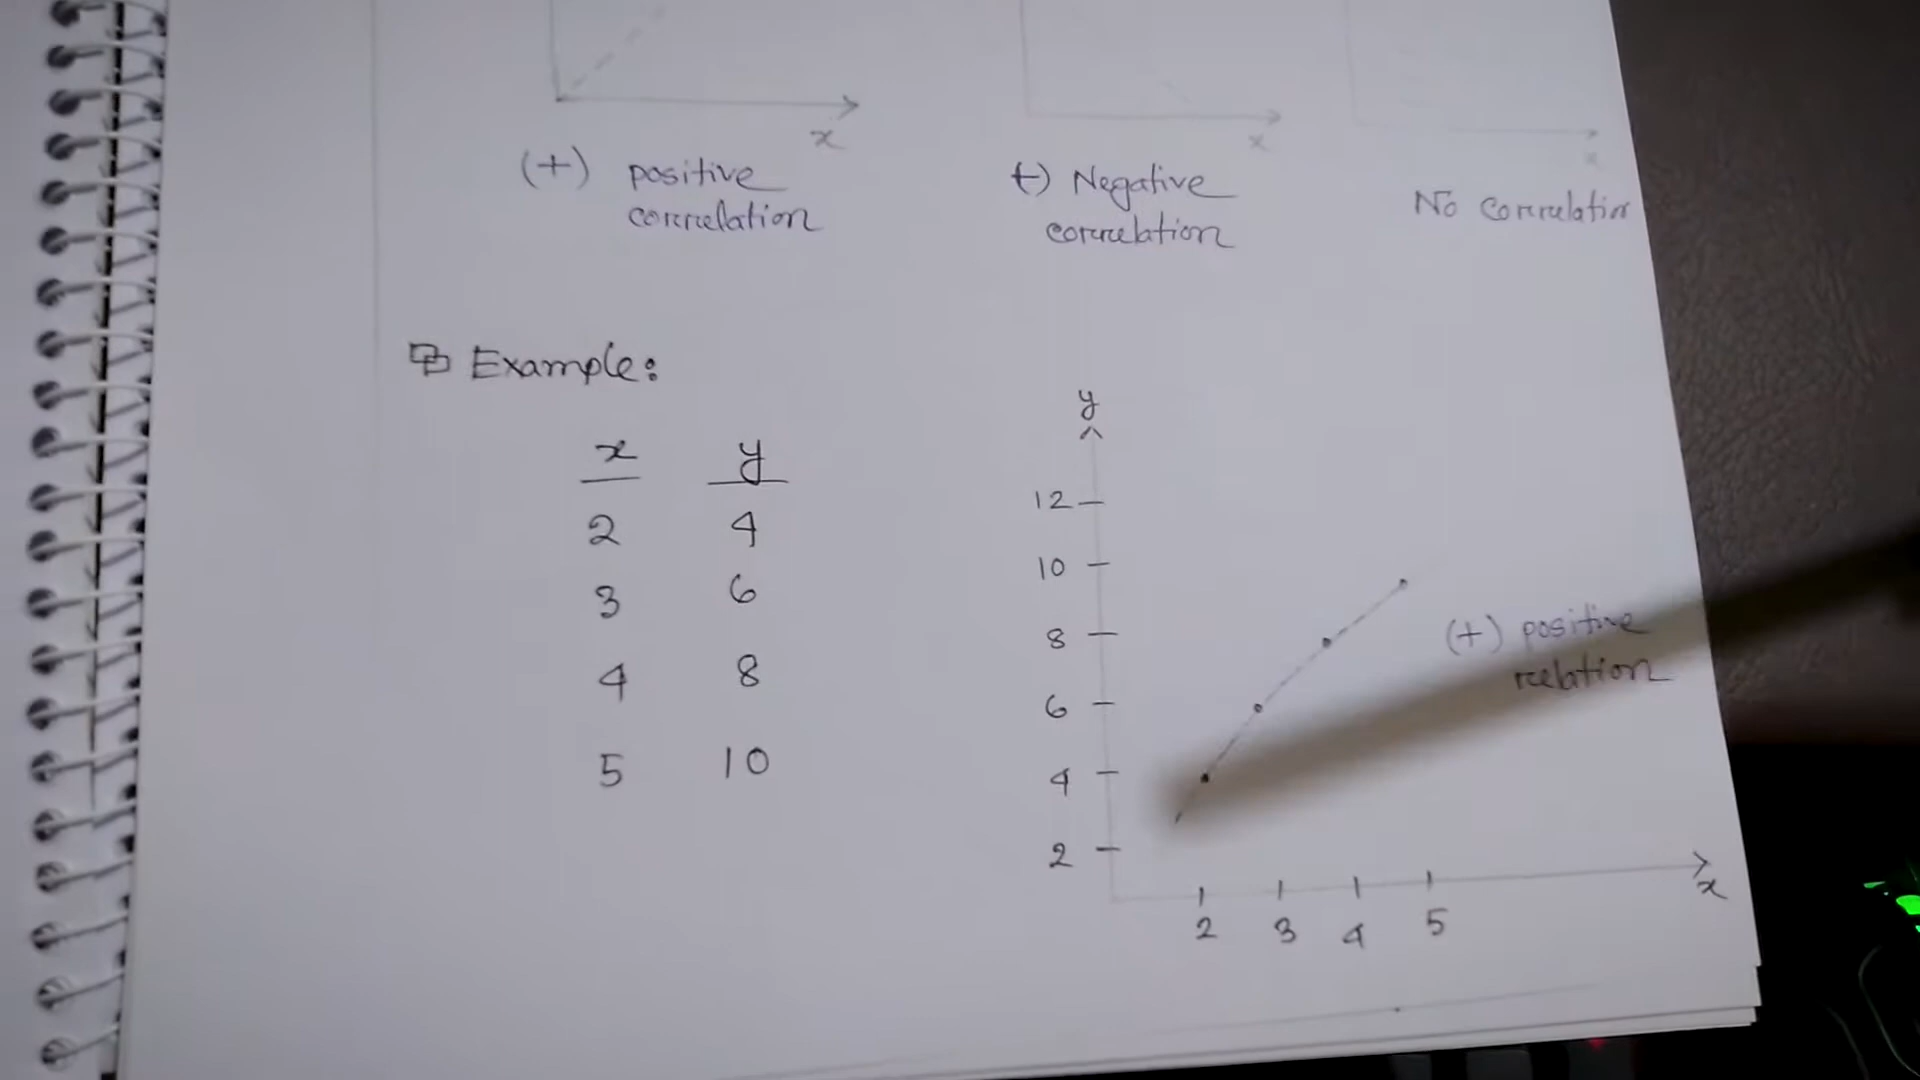 x
x
x
(+) positive
correlation
(-) Negative
correlation
No correlation
Example:
x y
2 4
3 6
4 8
5 10
y
12
10
8
6
4
2
2 3 4 5
x
(+) positive
relation